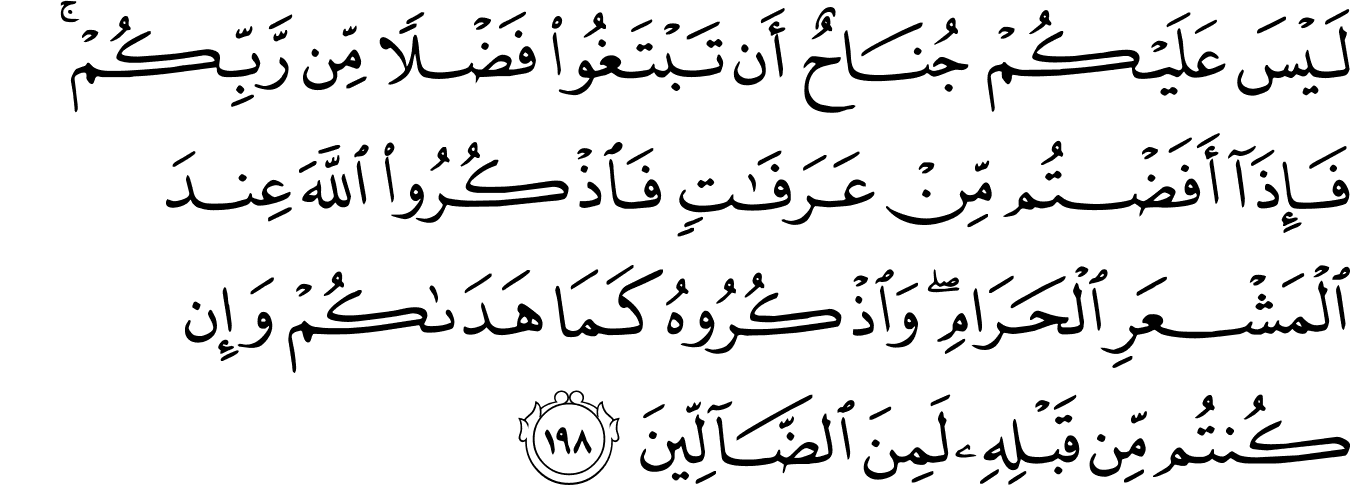 لَيْسَ عَلَيْكُمْ جُنَاحٌ أَن تَبْتَغُوا۟ فَضْلًا مِّن رَّبِّكُمْ ۚ
فَإِذَآ أَفَضْتُم مِّنْ عَرَفَـٰتٍ فَٱذْكُرُوا۟ ٱللَّهَ عِندَ
ٱلْمَشْعَرِ ٱلْحَرَامِ ۖ وَٱذْكُرُوهُ كَمَا هَدَىٰكُمْ وَإِن
كُنتُم مِّن قَبْلِهِۦ لَمِنَ ٱلضَّآلِّينَ ١٩٨